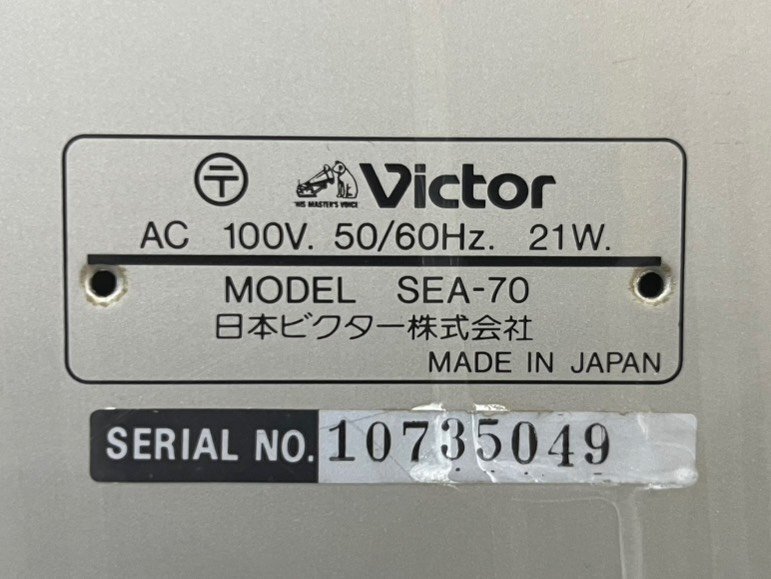 〒 HIS MASTER'S VOICE Victor
AC 100V. 50/60Hz. 21W.
MODEL SEA-70
日本ビクター株式会社
MADE IN JAPAN
SERIAL NO. 10735049